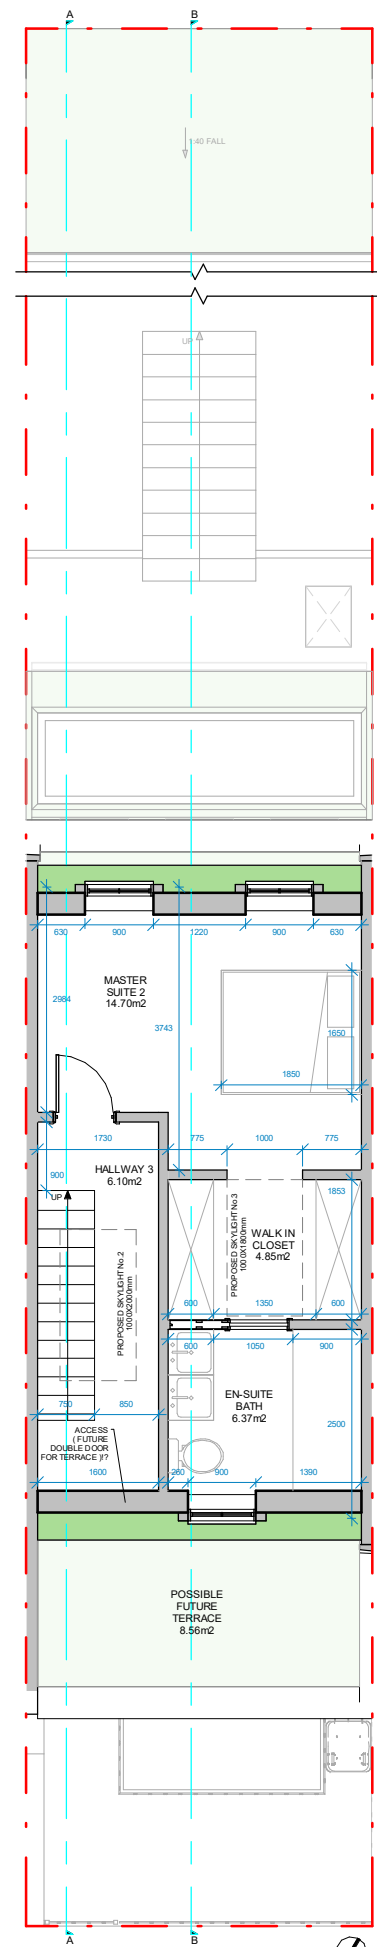 A
B
1:40 FALL
UP
630
900
1220
900
630
MASTER
SUITE 2
14.70m2
2984
3743
1650
1850
1730
775
1000
775
900
HALLWAY 3
6.10m2
1853
UP
PROPOSED SKYLIGHT No.2
1000X2000mm
PROPOSED SKYLIGHT No.3
1000X1800mm
WALK IN
CLOSET
4.85m2
600
1350
600
600
1050
900
EN-SUITE
BATH
6.37m2
750
850
2500
ACCESS
( FUTURE
DOUBLE DOOR
FOR TERRACE )!?
1600
260
900
1390
POSSIBLE
FUTURE
TERRACE
8.56m2
A
B